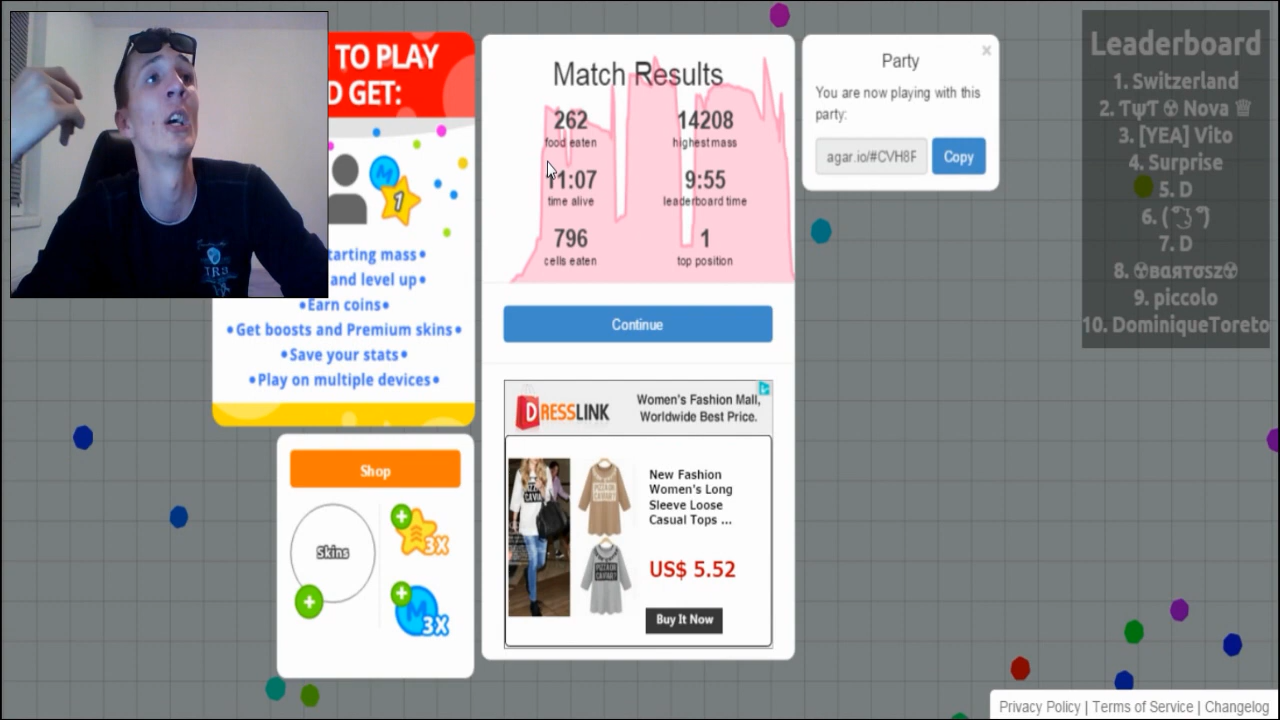 TO PLAY
D GET:
1
tarting mass•
and level up•
•Earn coins•
•Get boosts and Premium skins•
•Save your stats•
•Play on multiple devices•
Shop
Skins
3X
M
3X
Match Results
262
food eaten
14208
highest mass
11:07
time alive
9:55
leaderboard time
796
cells eaten
1
top position
Continue
DRESSLINK
Women's Fashion Mall,
Worldwide Best Price.
New Fashion
Women's Long
Sleeve Loose
Casual Tops ...
US$ 5.52
Buy It Now
Party
×
You are now playing with this
party:
agar.io/#CVH8F
Copy
Leaderboard
1. Switzerland
2. TψT ☢ Nova ♕
3. [YEA] Vito
4. Surprise
5. D
6. ( ͡° ͜ʖ ͡°)
7. D
8. ☢вαятσsz☢
9. piccolo
10. DominiqueToreto
Privacy Policy | Terms of Service | Changelog